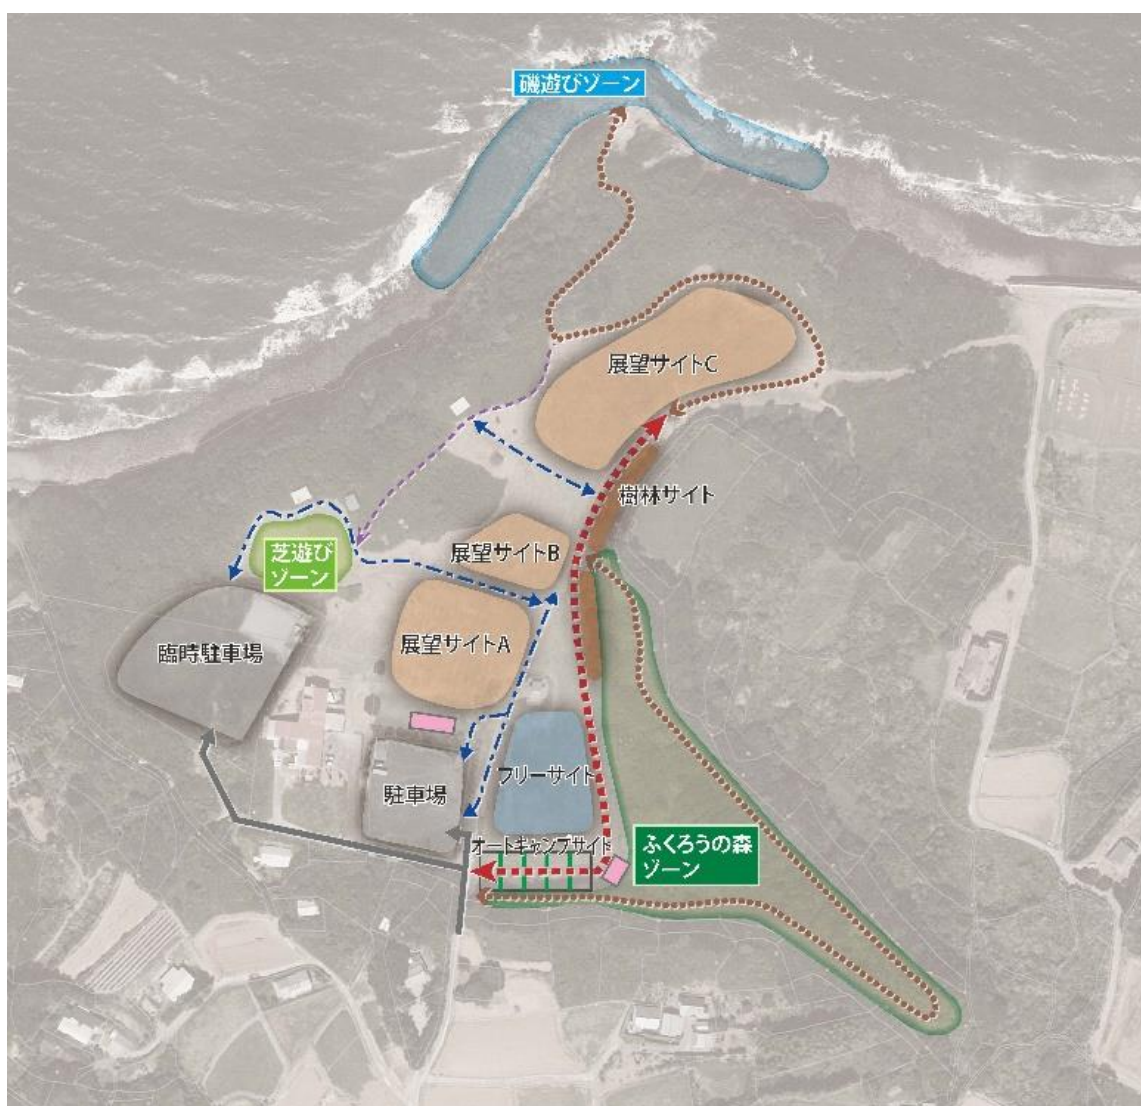 磯遊びゾーン
展望サイトC
樹林サイト
展望サイトB
芝遊び
ゾーン
展望サイトA
臨時駐車場
フリーサイト
駐車場
オートキャンプサイト
ふくろうの森
ゾーン